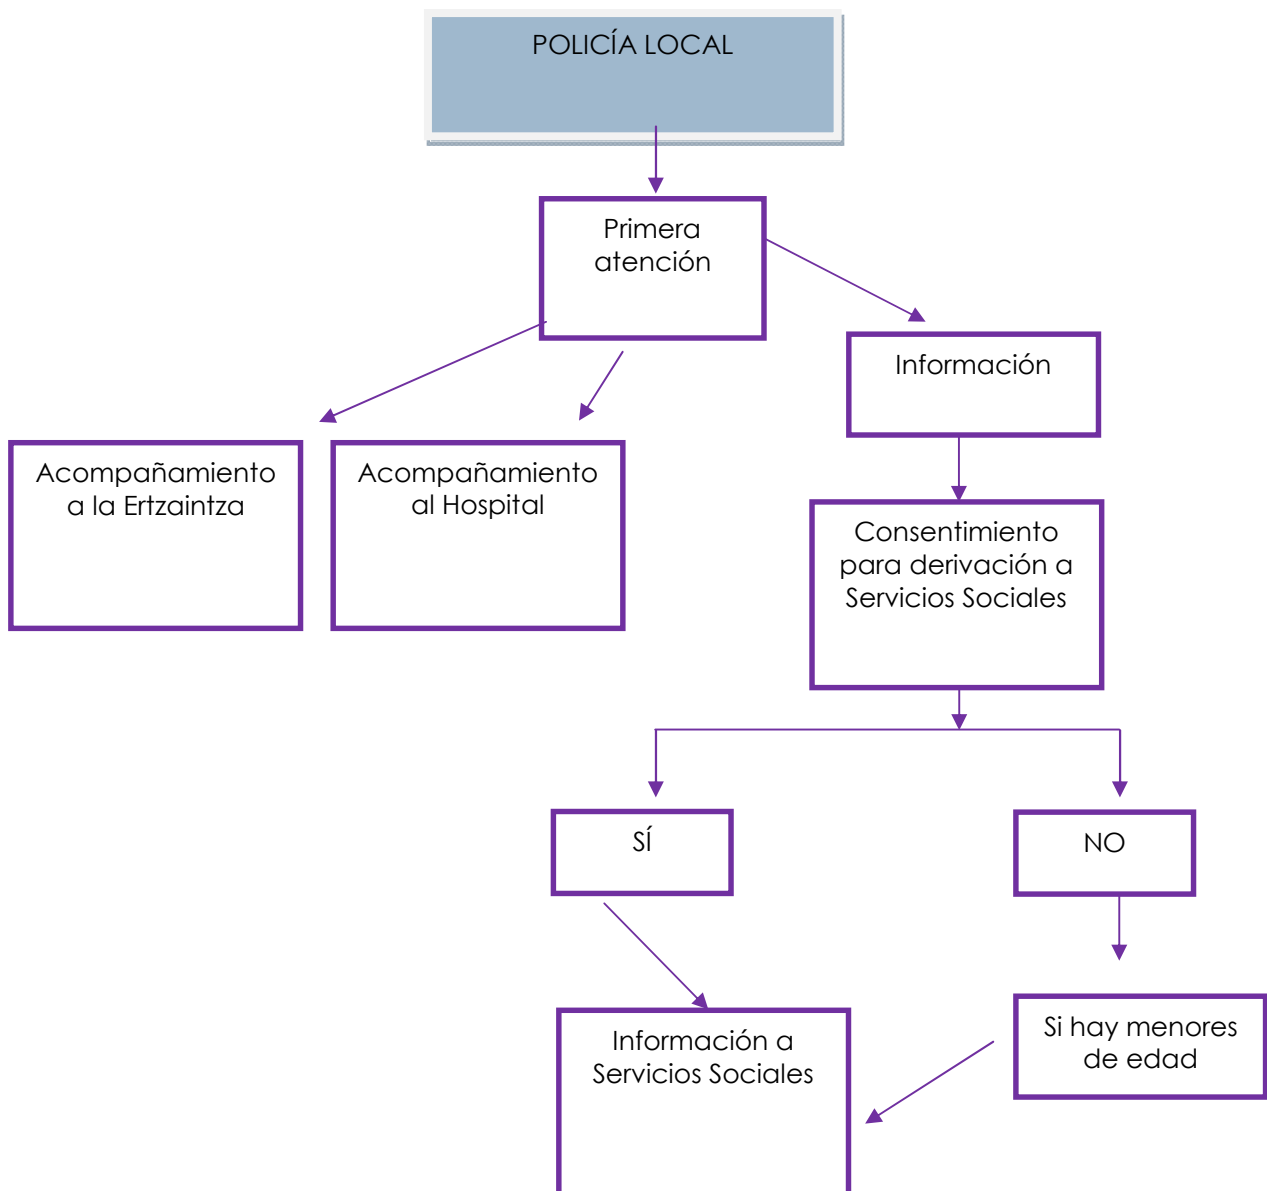 POLICÍA LOCAL
Primera
atención
Información
Acompañamiento
a la Ertzaintza
Acompañamiento
al Hospital
Consentimiento
para derivación a
Servicios Sociales
SÍ
NO
Información a
Servicios Sociales
Si hay menores
de edad